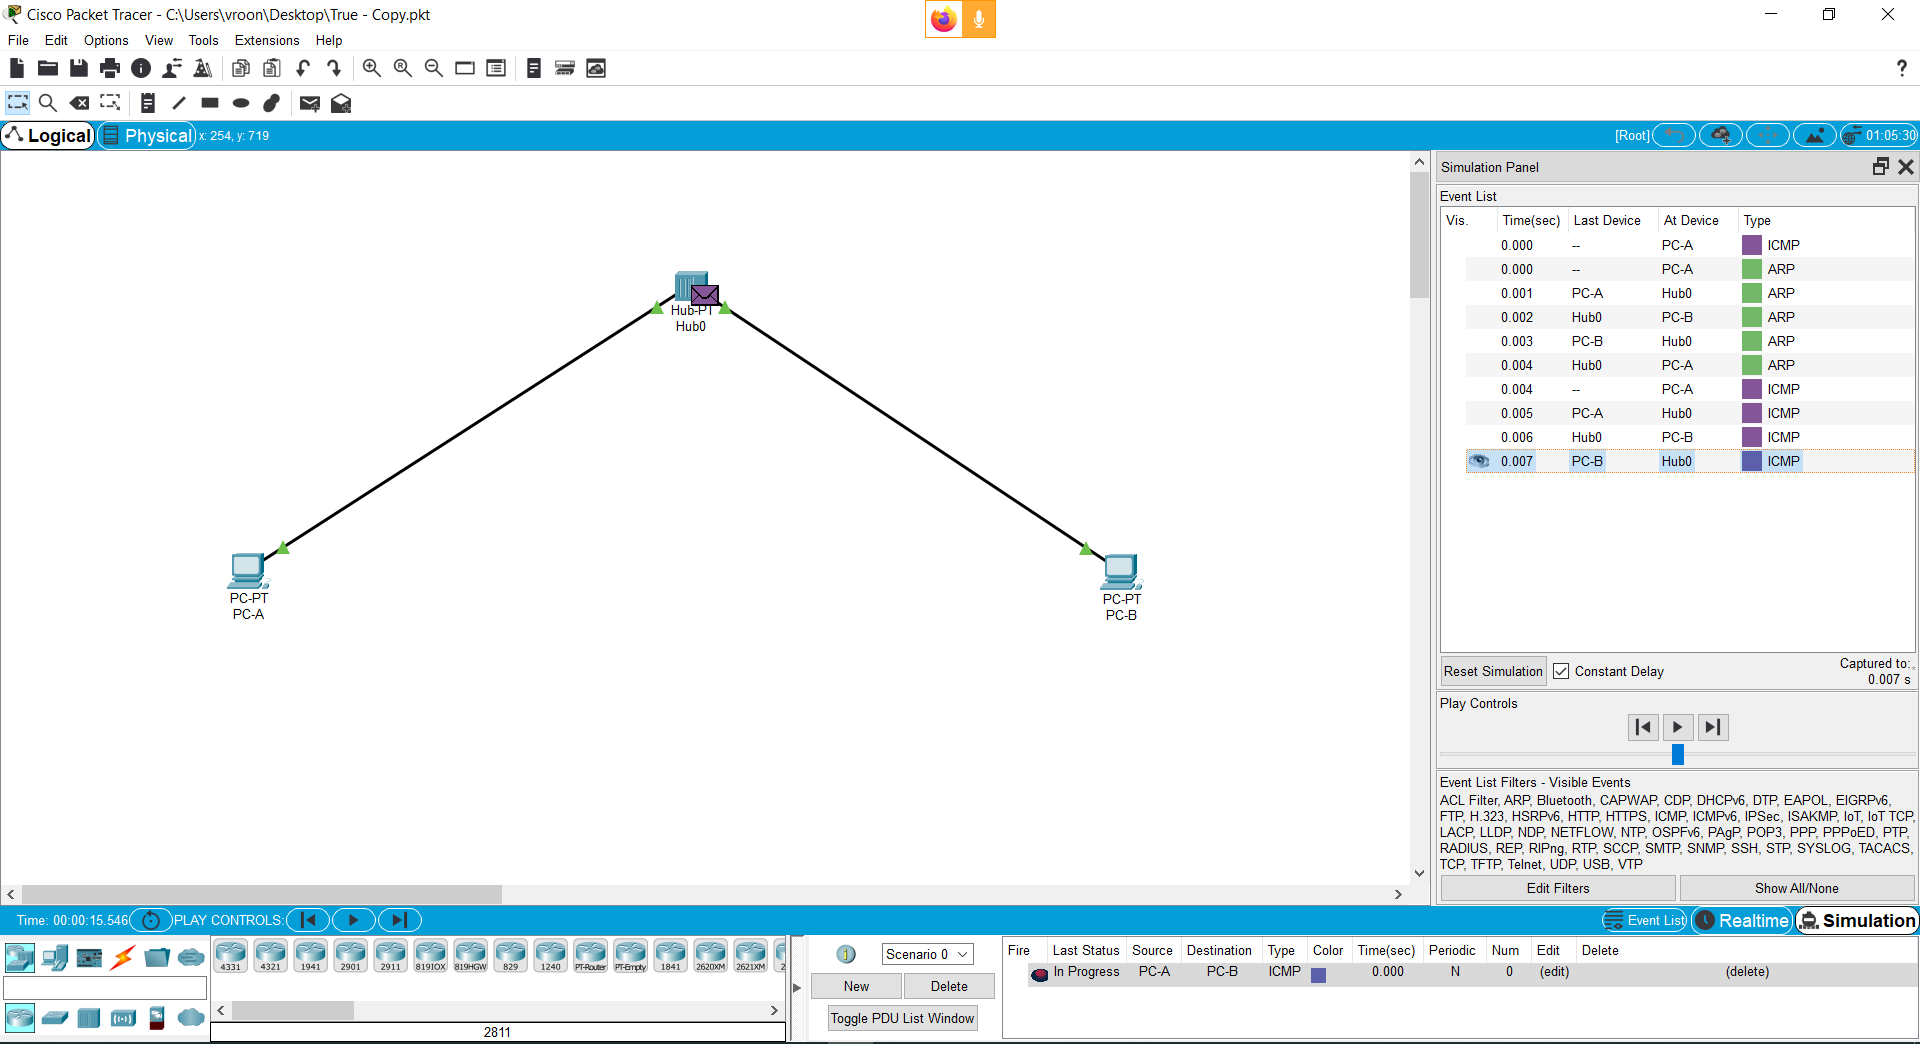 Cisco Packet Tracer - C:\Users\vroon\Desktop\True - Copy.pkt
File Edit Options View Tools Extensions Help
Logical Physical x: 254, y: 719 [Root] 01:05:30
Simulation Panel
Event List
Vis. Time(sec) Last Device At Device Type
0.000 -- PC-A ICMP
0.000 -- PC-A ARP
0.001 PC-A Hub0 ARP
0.002 Hub0 PC-B ARP
0.003 PC-B Hub0 ARP
0.004 Hub0 PC-A ARP
0.004 -- PC-A ICMP
0.005 PC-A Hub0 ICMP
0.006 Hub0 PC-B ICMP
0.007 PC-B Hub0 ICMP
Hub-PT
Hub0
PC-PT
PC-A
PC-PT
PC-B
Reset Simulation Constant Delay Captured to:
0.007 s
Play Controls
Event List Filters - Visible Events
ACL Filter, ARP, Bluetooth, CAPWAP, CDP, DHCPv6, DTP, EAPOL, EIGRPv6,
FTP, H.323, HSRPv6, HTTP, HTTPS, ICMP, ICMPv6, IPSec, ISAKMP, IoT, IoT TCP,
LACP, LLDP, NDP, NETFLOW, NTP, OSPFv6, PAgP, POP3, PPP, PPPoED, PTP,
RADIUS, REP, RIPng, RTP, SCCP, SMTP, SNMP, SSH, STP, SYSLOG, TACACS,
TCP, TFTP, Telnet, UDP, USB, VTP
Edit Filters Show All/None
Time: 00:00:15.546 PLAY CONTROLS: Event List Realtime Simulation
4331 4321 1941 2901 2911 819IOX 819HGW 829 1240 PT-Router PT-Empty 1841 2620XM 2621XM 2
2811
Scenario 0
New Delete
Toggle PDU List Window
Fire Last Status Source Destination Type Color Time(sec) Periodic Num Edit Delete
In Progress PC-A PC-B ICMP 0.000 N 0 (edit) (delete)